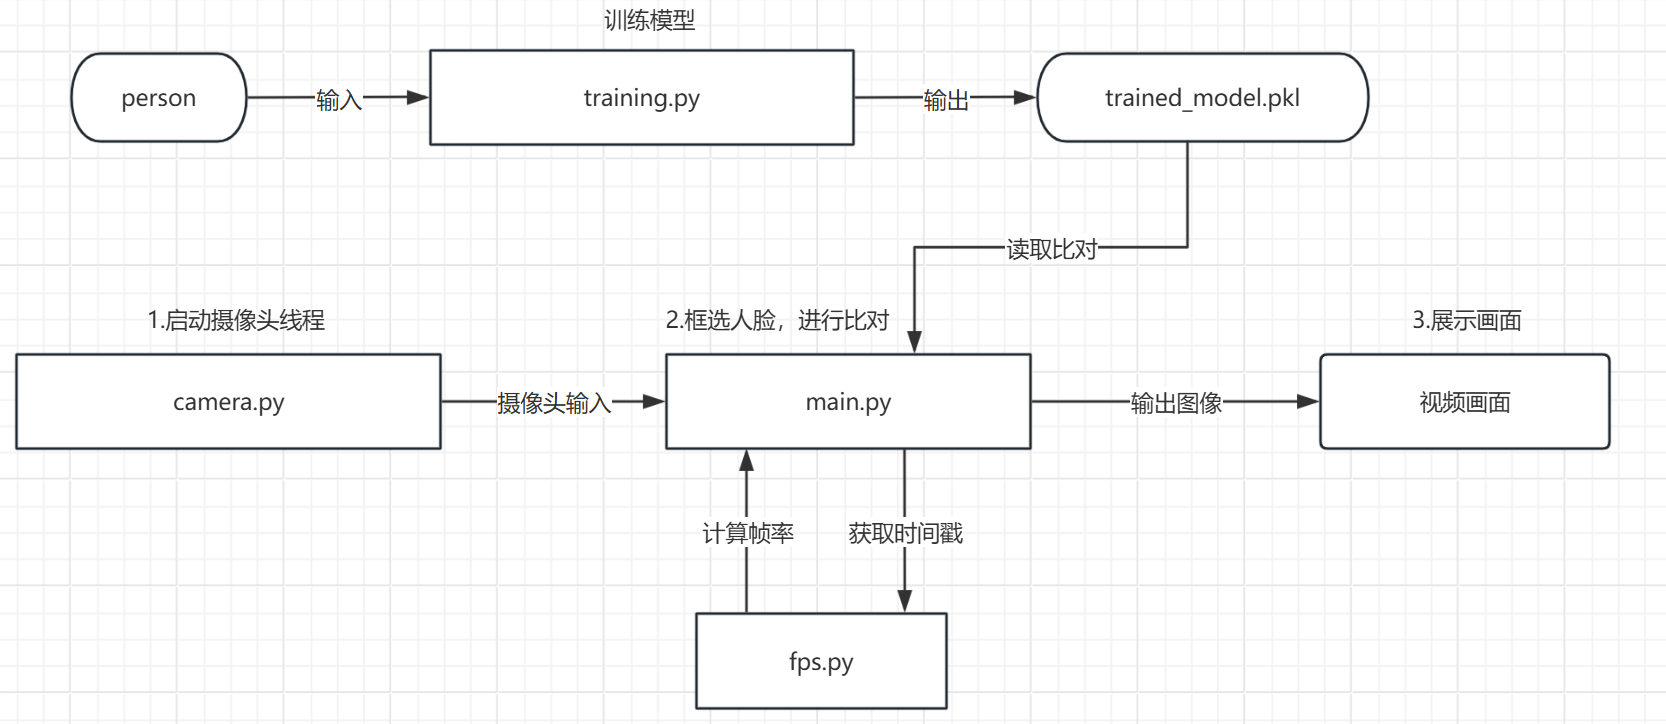 训练模型
person
输入
training.py
输出
trained_model.pkl
读取比对
1.启动摄像头线程
2.框选人脸，进行比对
3.展示画面
camera.py
摄像头输入
main.py
输出图像
视频画面
计算帧率
获取时间戳
fps.py